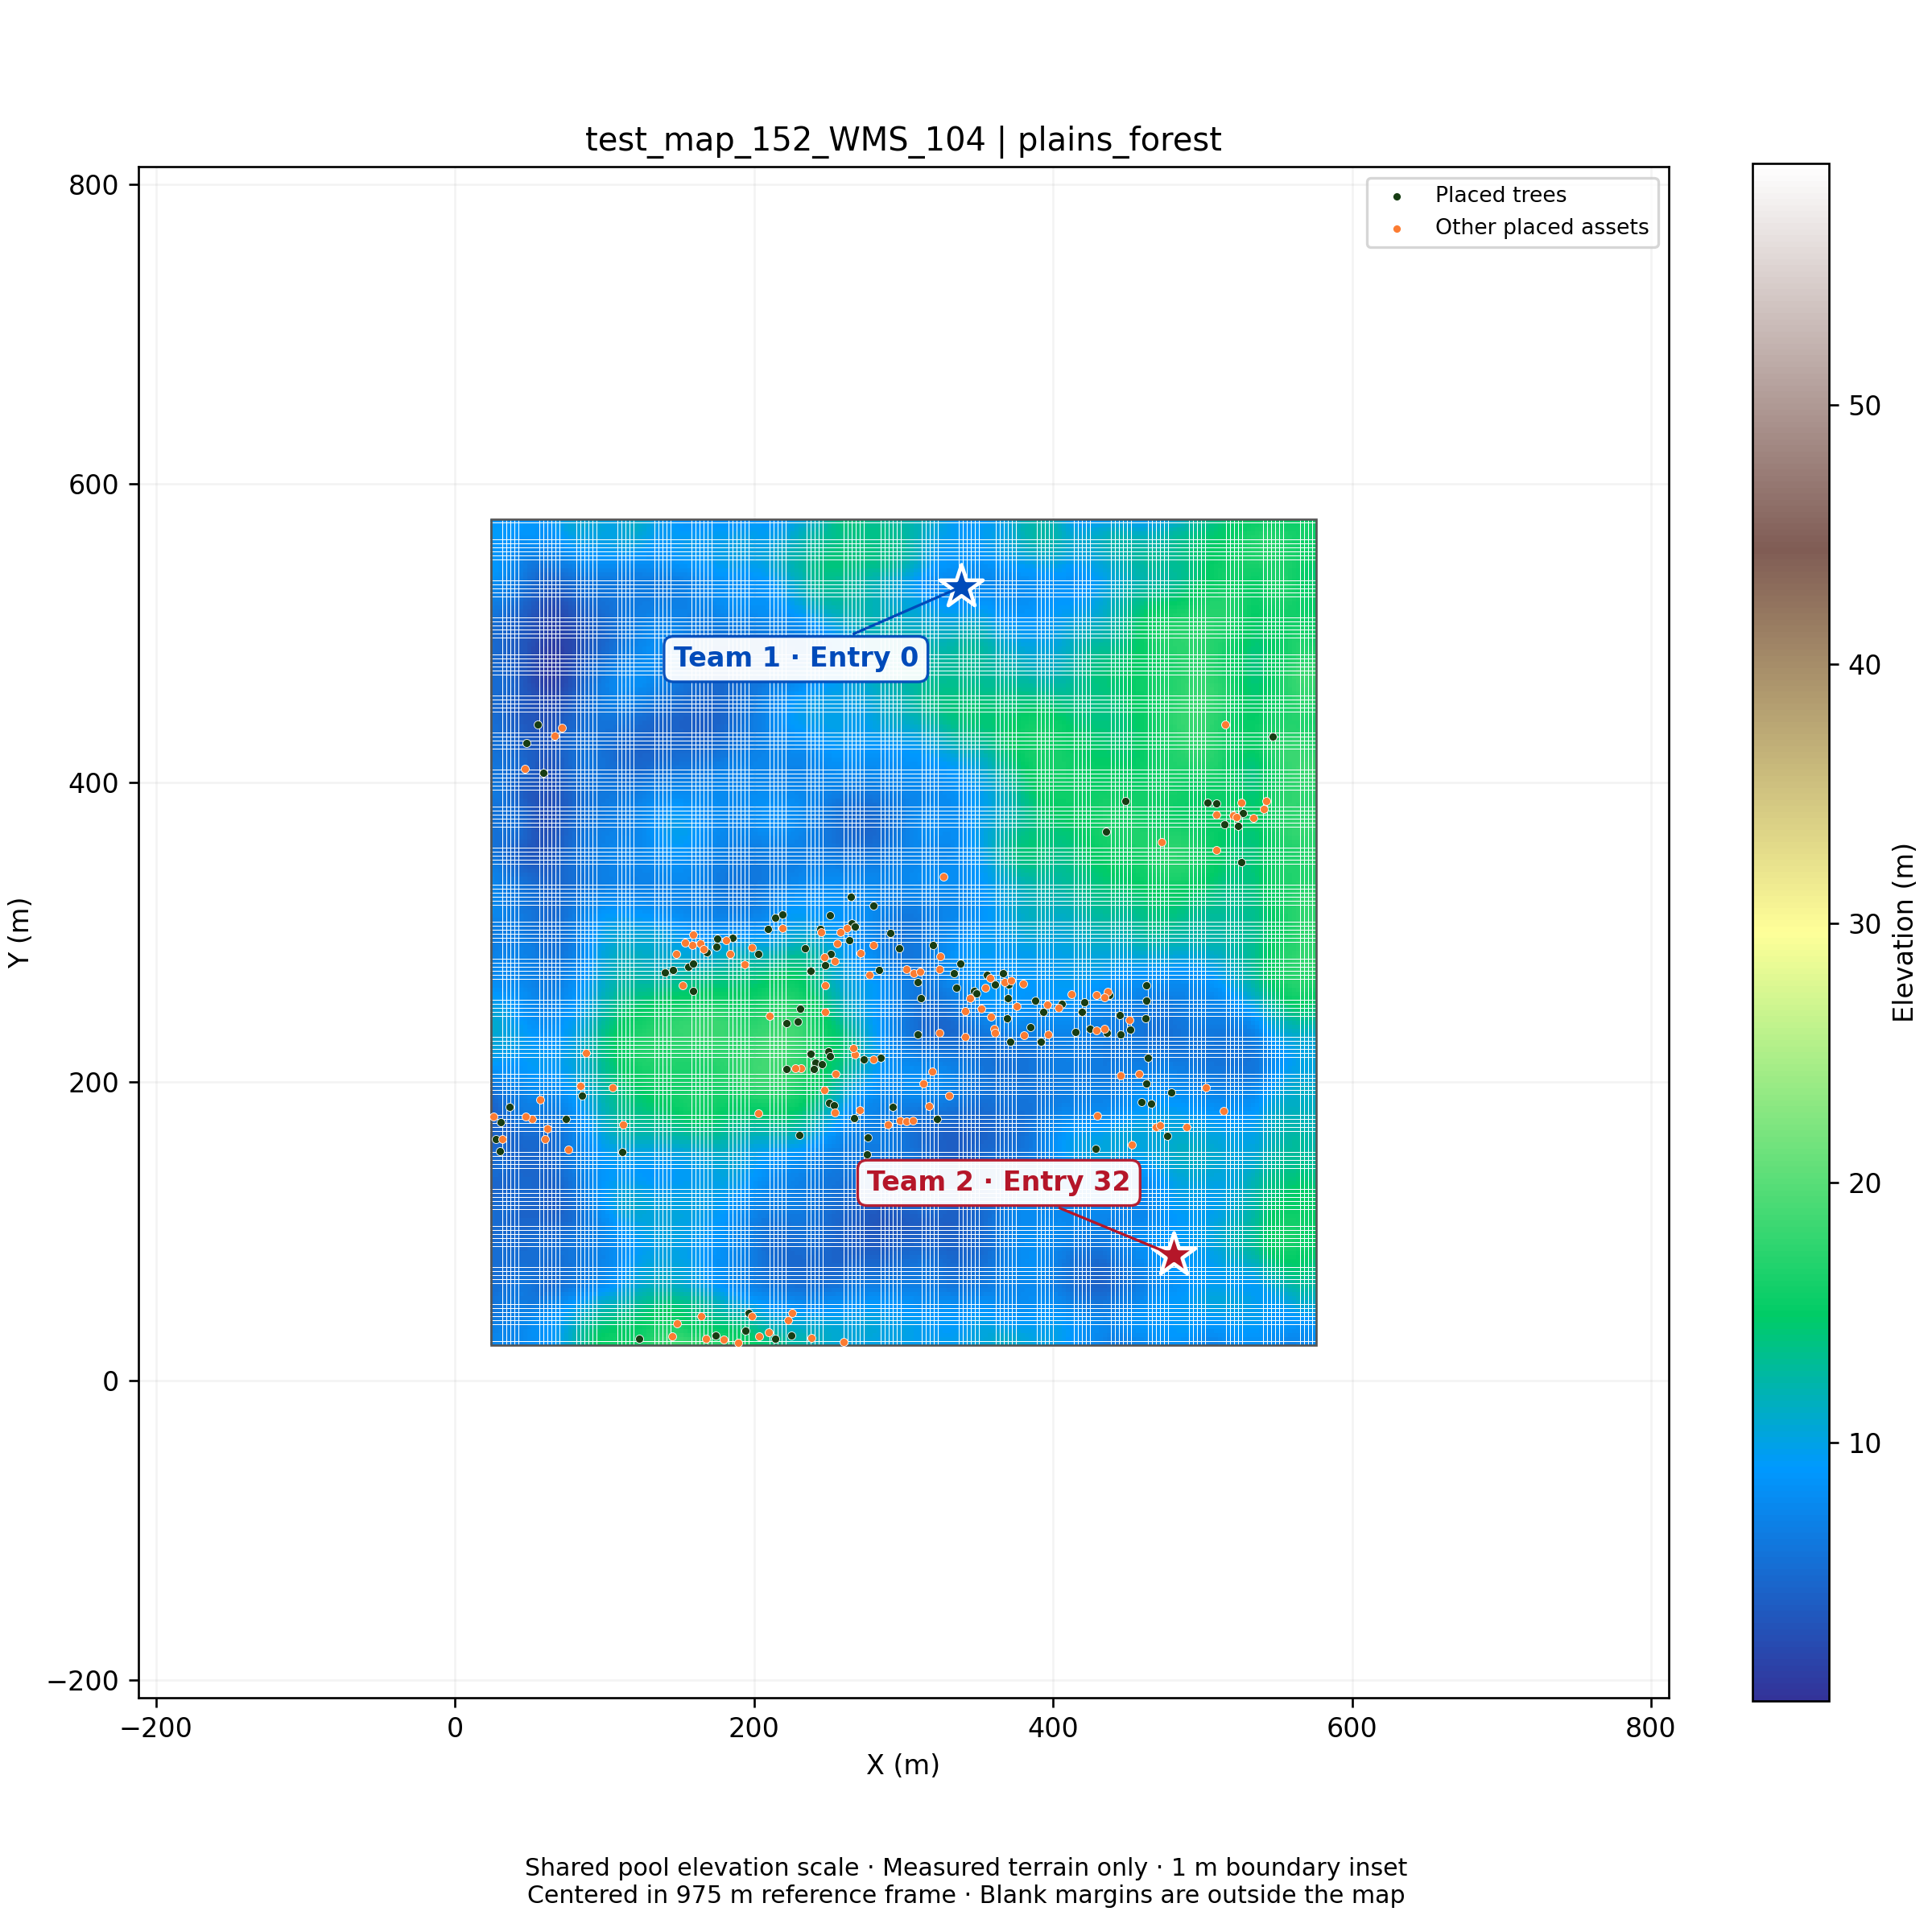 test_map_152_WMS_104 | plains_forest
Placed trees
Other placed assets
800
600
400
200
0
−200
Y (m)
Team 1 · Entry 0
Team 2 · Entry 32
−200
0
200
400
600
800
X (m)
50
40
30
20
10
Elevation (m)
Shared pool elevation scale · Measured terrain only · 1 m boundary inset
Centered in 975 m reference frame · Blank margins are outside the map